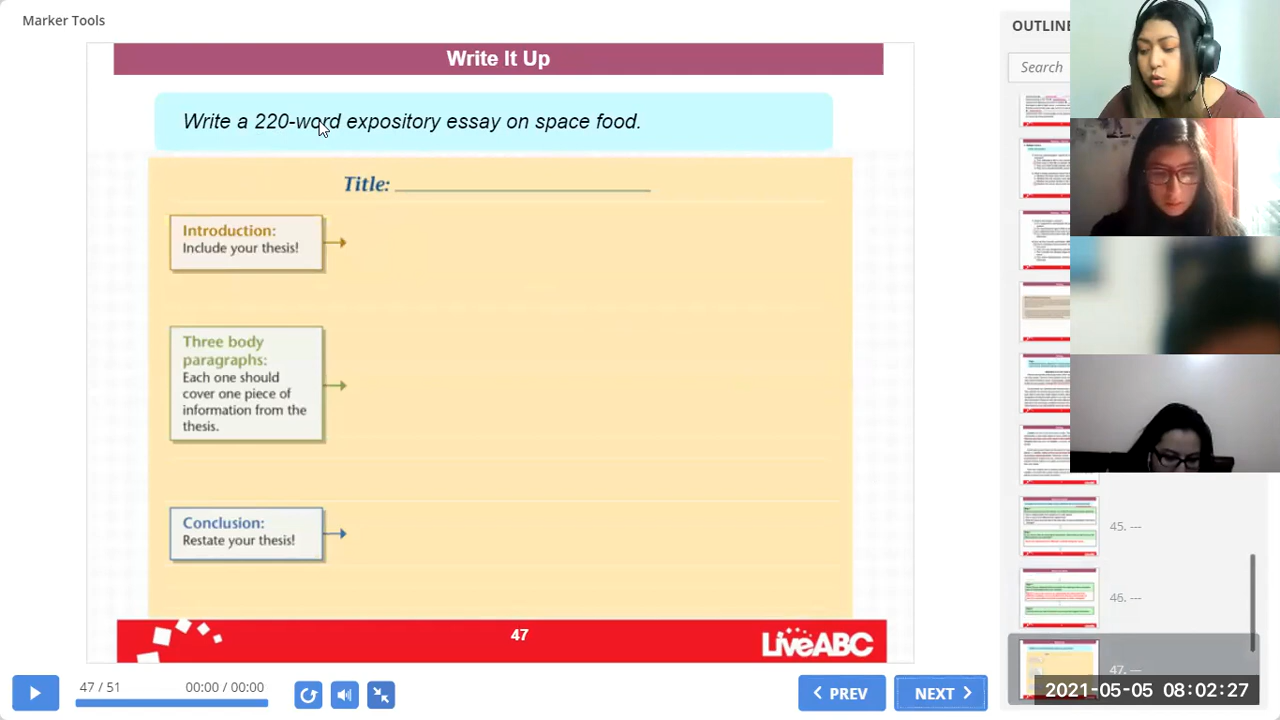 Marker Tools
OUTLINE
Write It Up
Search
Write a 220-word expository essay on space food.
Title:
Introduction:
Include your thesis!
Three body
paragraphs:
Each one should
cover one piece of
information from the
thesis.
Conclusion:
Restate your thesis!
45. ---
46. ---
47. ---
47
LiveABC
47 / 51
00:00 / 00:00
PREV
NEXT
2021-05-05 08:02:27